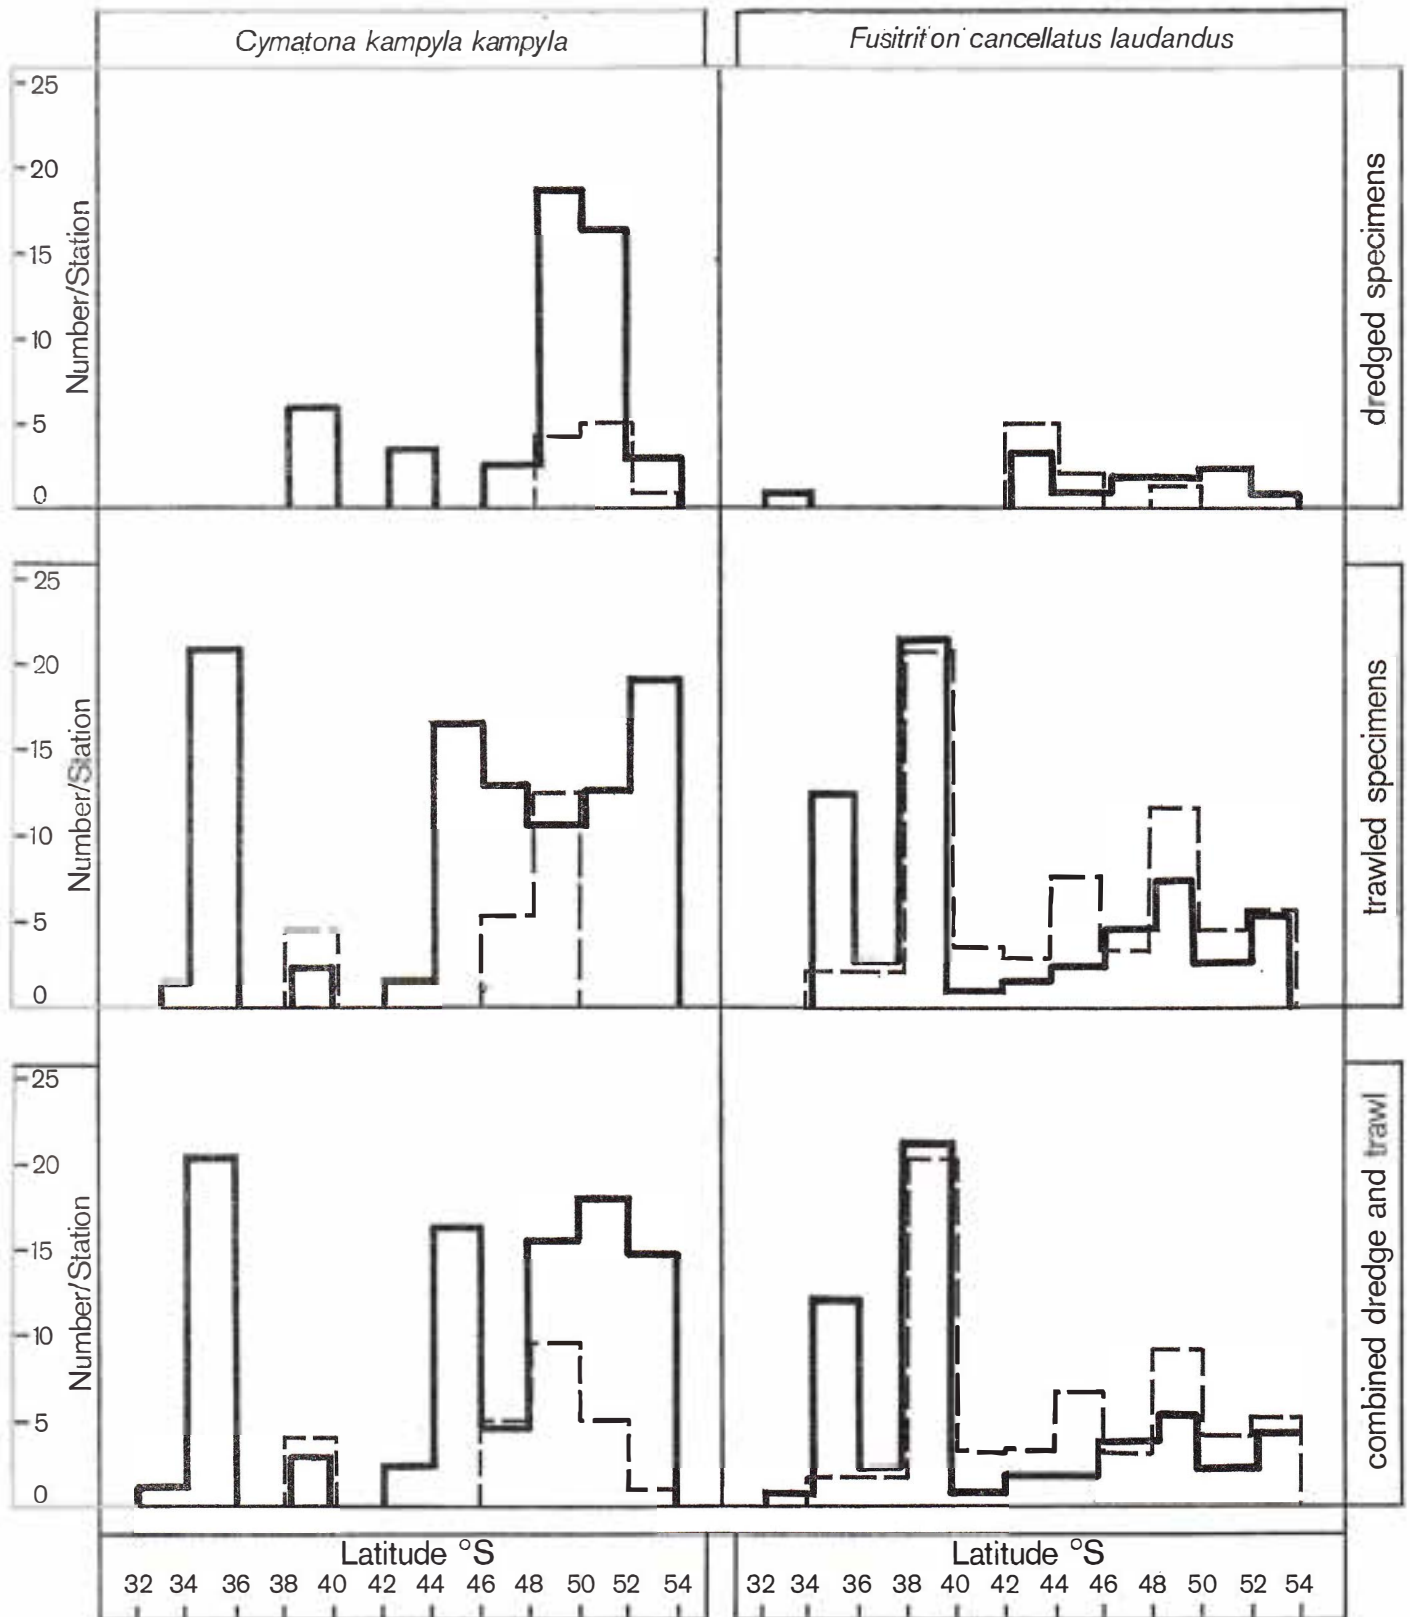 Cymatona kampyla kampyla
Fusitriton cancellatus laudandus
25
20
15
10
5
0
Number/Station
dredged specimens
25
20
15
10
5
0
Number/Station
trawled specimens
25
20
15
10
5
0
Number/Station
combined dredge and trawl
Latitude °S
32 34 36 38 40 42 44 46 48 50 52 54
Latitude °S
32 34 36 38 40 42 44 46 48 50 52 54